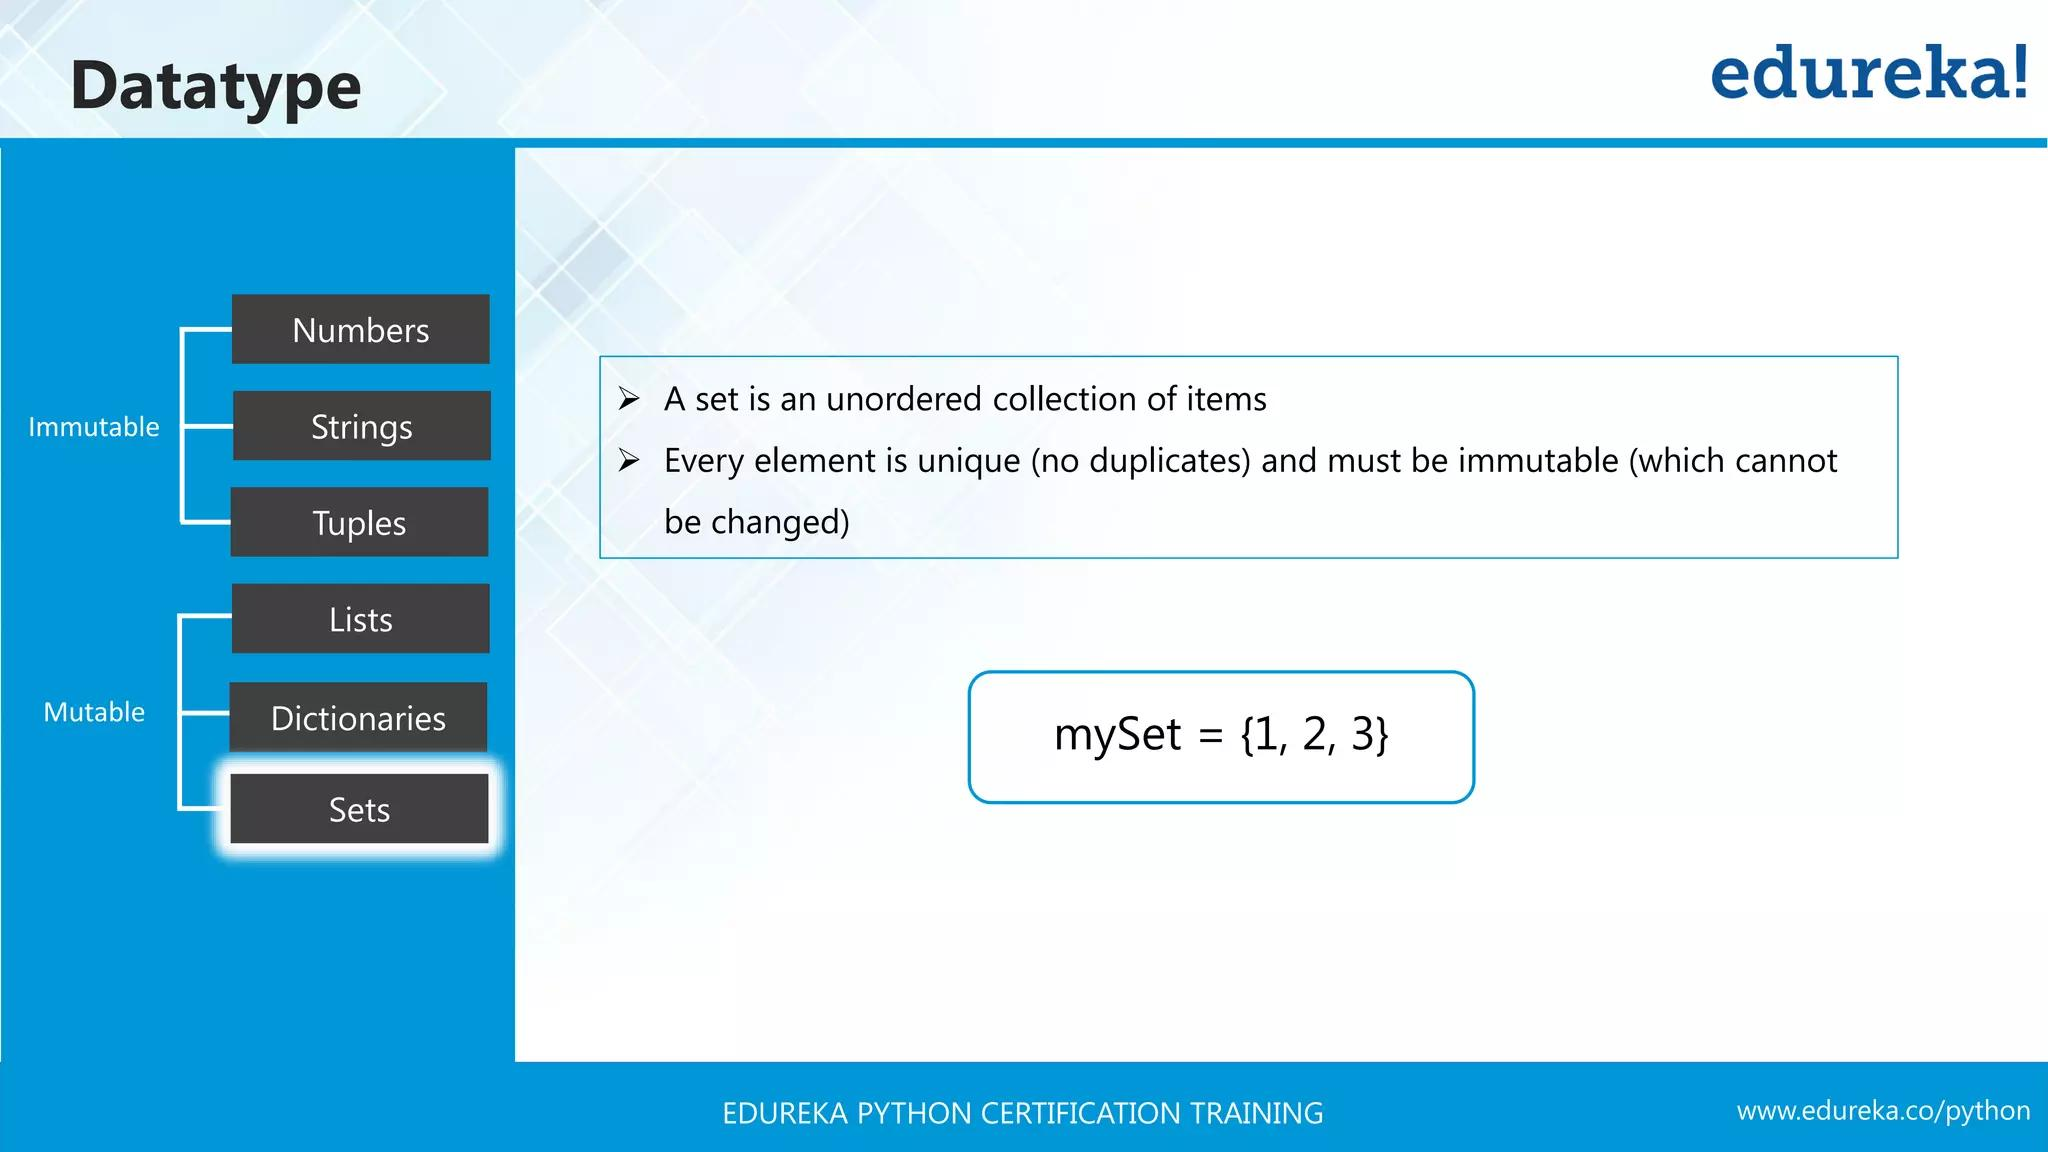 Datatype
edureka!
Immutable
Numbers
Strings
Tuples
Mutable
Lists
Dictionaries
Sets
➢ A set is an unordered collection of items
➢ Every element is unique (no duplicates) and must be immutable (which cannot
be changed)
mySet = {1, 2, 3}
EDUREKA PYTHON CERTIFICATION TRAINING
www.edureka.co/python